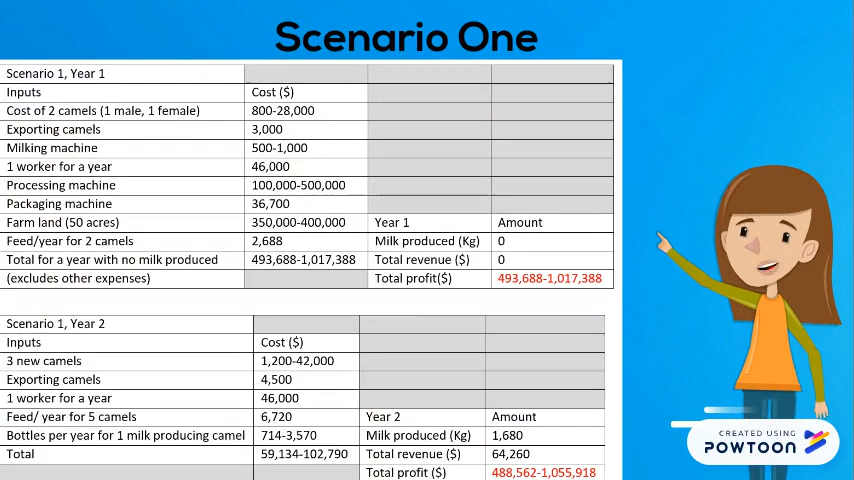 Scenario One
Scenario 1, Year 1
Inputs Cost ($)
Cost of 2 camels (1 male, 1 female) 800-28,000
Exporting camels 3,000
Milking machine 500-1,000
1 worker for a year 46,000
Processing machine 100,000-500,000
Packaging machine 36,700
Farm land (50 acres) 350,000-400,000 Year 1 Amount
Feed/year for 2 camels 2,688 Milk produced (Kg) 0
Total for a year with no milk produced 493,688-1,017,388 Total revenue ($) 0
(excludes other expenses) Total profit($) 493,688-1,017,388
Scenario 1, Year 2
Inputs Cost ($)
3 new camels 1,200-42,000
Exporting camels 4,500
1 worker for a year 46,000
Feed/ year for 5 camels 6,720 Year 2 Amount
Bottles per year for 1 milk producing camel 714-3,570 Milk produced (Kg) 1,680
Total 59,134-102,790 Total revenue ($) 64,260
Total profit ($) 488,562-1,055,918
CREATED USING
POWTOON